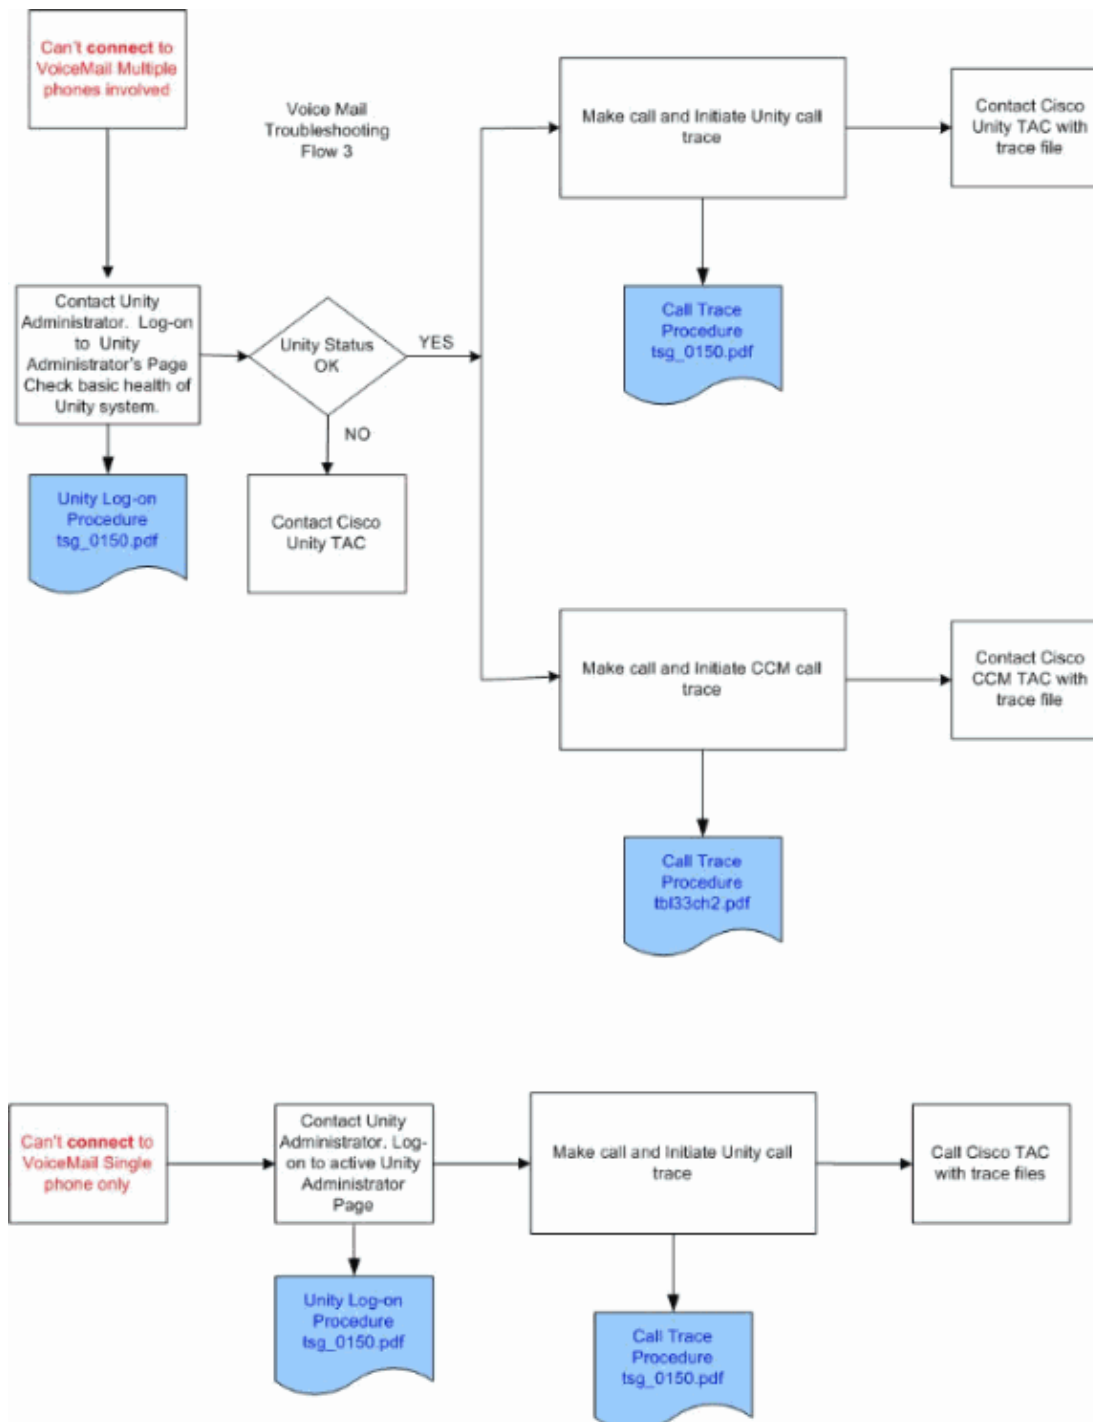 Can't connect to
VoiceMail Multiple
phones involved
Voice Mail
Troubleshooting
Flow 3
Make call and Initiate Unity call
trace
Contact Cisco
Unity TAC with
trace file
Contact Unity
Administrator. Log-on
to Unity
Administrator's Page
Check basic health of
Unity system.
Unity Status
OK
YES
NO
Call Trace
Procedure
tsg_0150.pdf
Unity Log-on
Procedure
tsg_0150.pdf
Contact Cisco
Unity TAC
Make call and Initiate CCM call
trace
Contact Cisco
CCM TAC with
trace file
Call Trace
Procedure
tbl33ch2.pdf
Can't connect to
VoiceMail Single
phone only
Contact Unity
Administrator. Log-
on to active Unity
Administrator
Page
Make call and Initiate Unity call
trace
Call Cisco TAC
with trace files
Unity Log-on
Procedure
tsg_0150.pdf
Call Trace
Procedure
tsg_0150.pdf